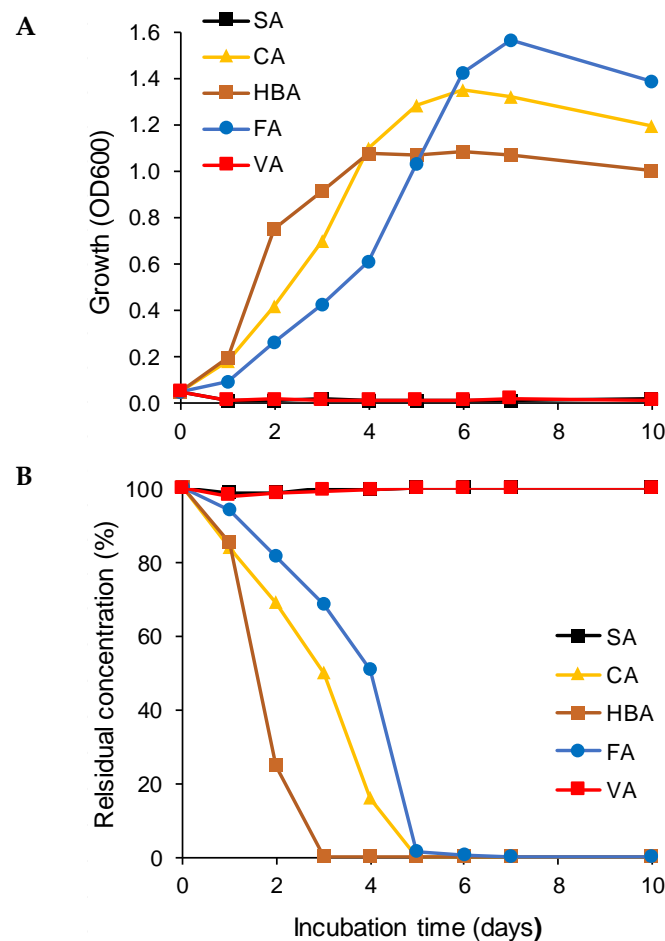 A
Growth (OD600)
1.6
1.4
1.2
1.0
0.8
0.6
0.4
0.2
0.0
SA
CA
HBA
FA
VA
0 2 4 6 8 10
B
Relsidual concentration (%)
100
80
60
40
20
0
SA
CA
HBA
FA
VA
0 2 4 6 8 10
Incubation time (days)